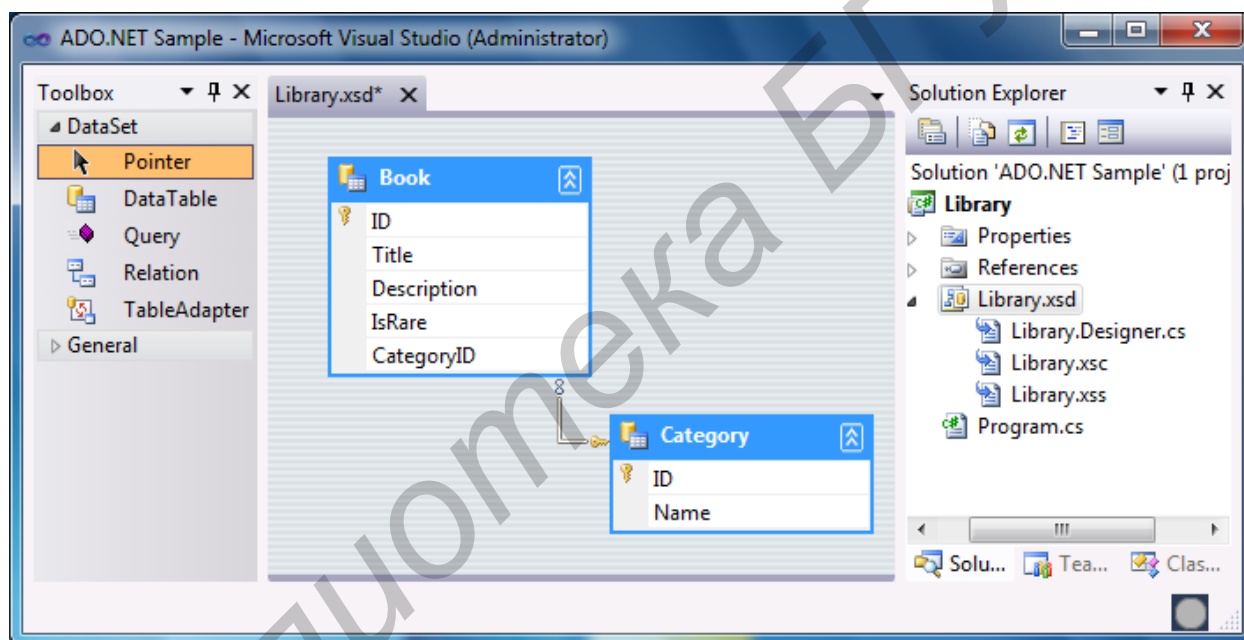 ADO.NET Sample - Microsoft Visual Studio (Administrator)
Toolbox
DataSet
Pointer
DataTable
Query
Relation
TableAdapter
General
Library.xsd*
Book
ID
Title
Description
IsRare
CategoryID
Category
ID
Name
Solution Explorer
Solution 'ADO.NET Sample' (1 proj
Library
Properties
References
Library.xsd
Library.Designer.cs
Library.xsc
Library.xss
Program.cs
Solu... Tea... Clas...